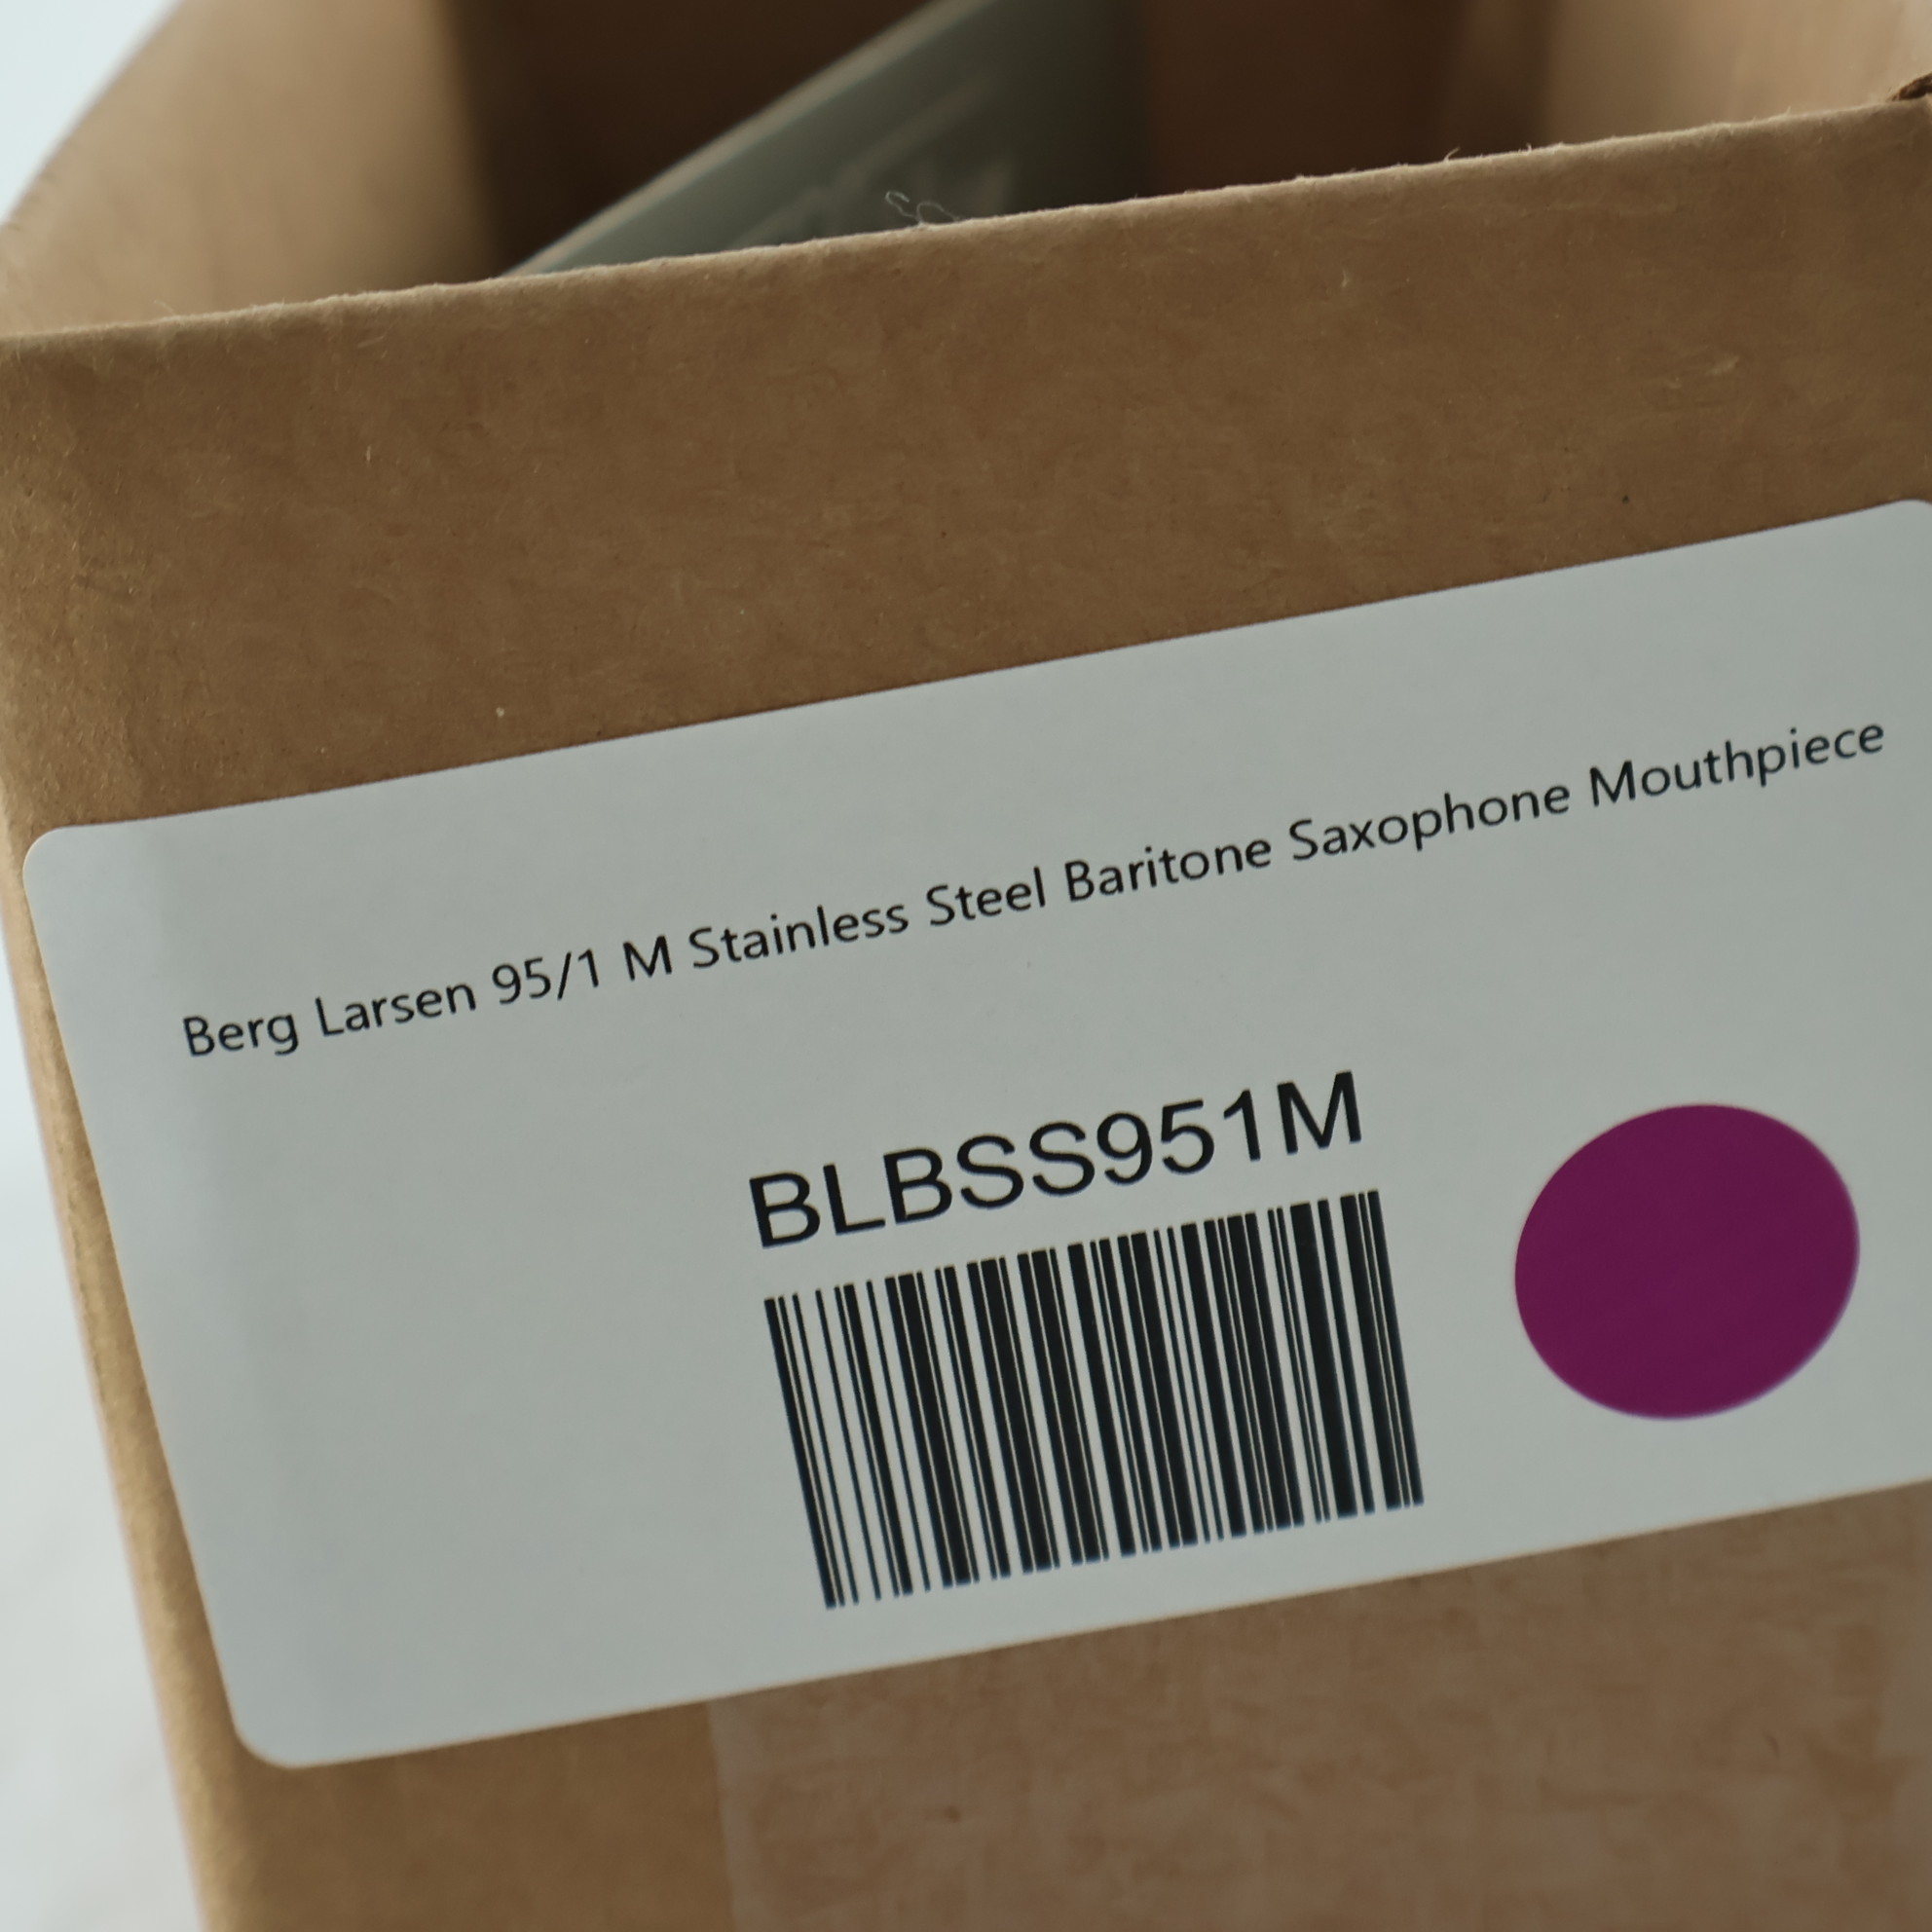 Berg Larsen 95/1 M Stainless Steel Baritone Saxophone Mouthpiece
BLBSS951M